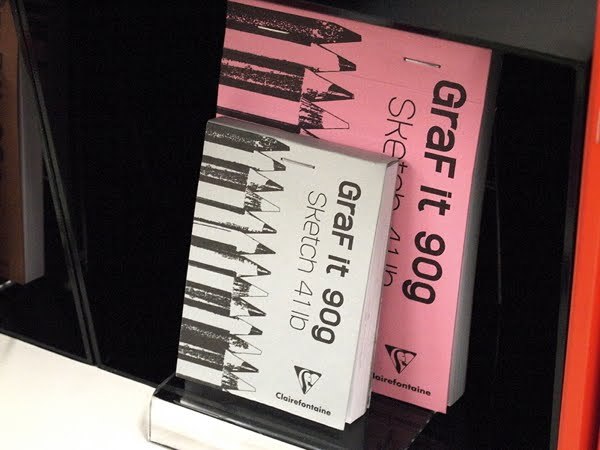 GraF it 90g
Sketch 41lb
Clairefontaine
GraF it 90g
Sketch 41lb
Clairefontaine